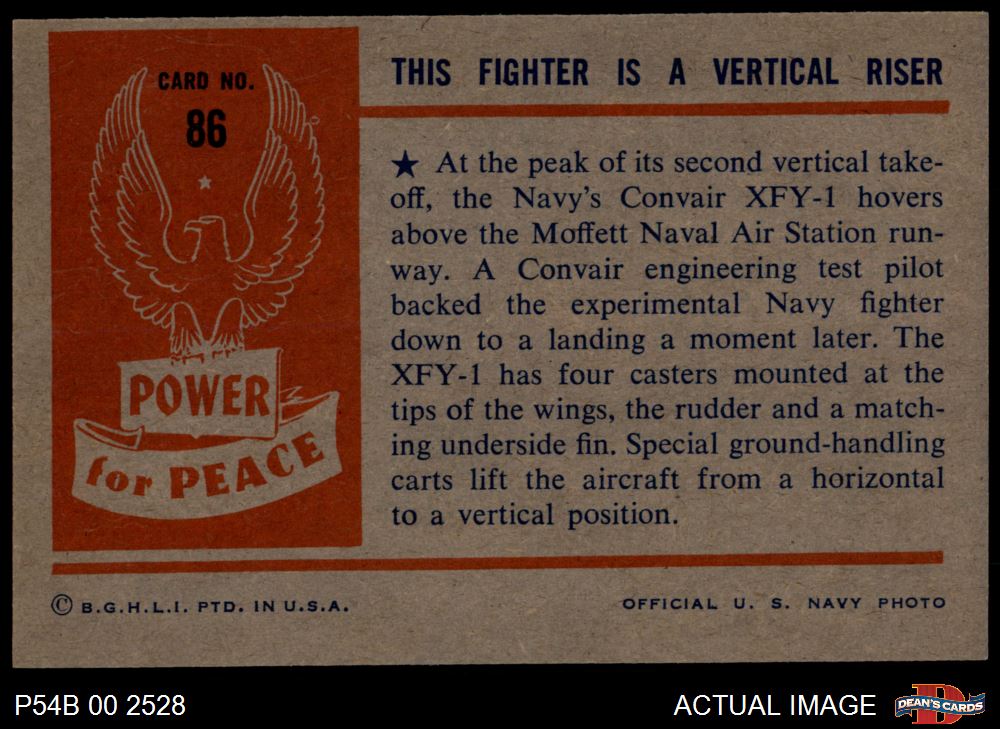 CARD NO.
86
POWER
for PEACE
THIS FIGHTER IS A VERTICAL RISER
★ At the peak of its second vertical take-
off, the Navy's Convair XFY-1 hovers
above the Moffett Naval Air Station run-
way. A Convair engineering test pilot
backed the experimental Navy fighter
down to a landing a moment later. The
XFY-1 has four casters mounted at the
tips of the wings, the rudder and a match-
ing underside fin. Special ground-handling
carts lift the aircraft from a horizontal
to a vertical position.
© B.G.H.L.I. PTD. IN U.S.A.
OFFICIAL U. S. NAVY PHOTO
P54B 00 2528
ACTUAL IMAGE
D
DEAN'S CARDS